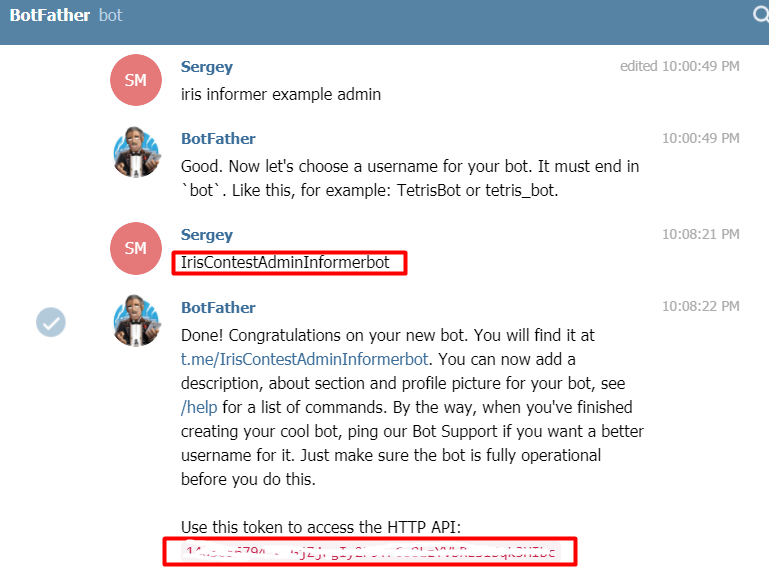 BotFather bot
SM
Sergey
edited 10:00:49 PM
iris informer example admin
BotFather
10:00:49 PM
Good. Now let's choose a username for your bot. It must end in
`bot`. Like this, for example: TetrisBot or tetris_bot.
SM
Sergey
10:08:21 PM
IrisContestAdminInformerbot
BotFather
10:08:22 PM
Done! Congratulations on your new bot. You will find it at
t.me/IrisContestAdminInformerbot. You can now add a
description, about section and profile picture for your bot, see
/help for a list of commands. By the way, when you've finished
creating your cool bot, ping our Bot Support if you want a better
username for it. Just make sure the bot is fully operational
before you do this.
Use this token to access the HTTP API: